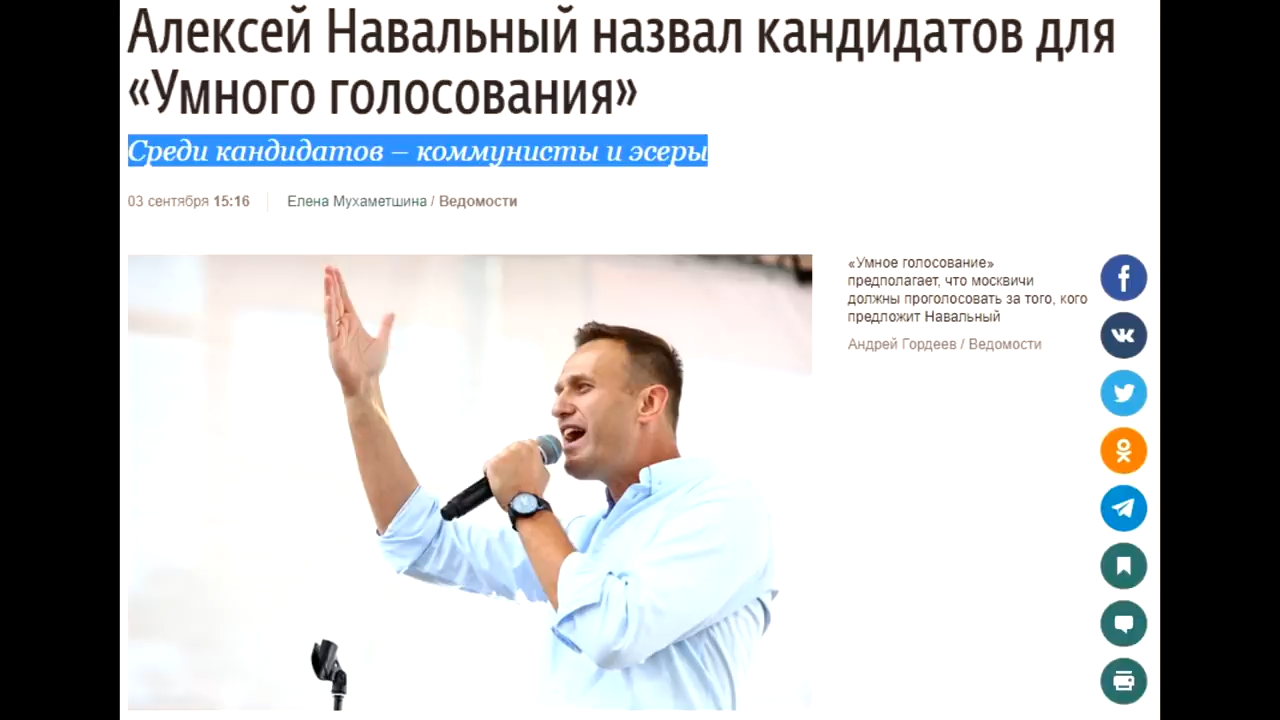 Алексей Навальный назвал кандидатов для
«Умного голосования»
Среди кандидатов – коммунисты и эсеры
03 сентября 15:16 Елена Мухаметшина / Ведомости
«Умное голосование»
предполагает, что москвичи
должны проголосовать за того, кого
предложит Навальный
Андрей Гордеев / Ведомости